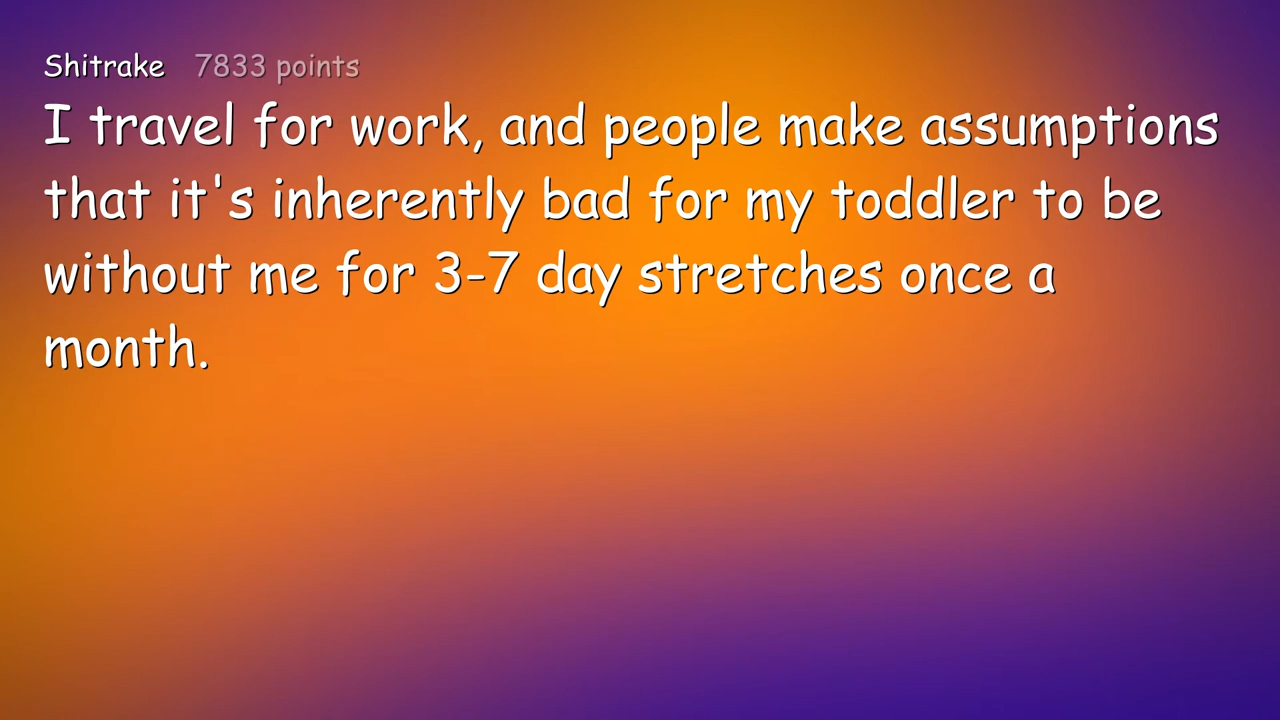 Shitrake 7833 points
I travel for work, and people make assumptions
that it's inherently bad for my toddler to be
without me for 3-7 day stretches once a
month.